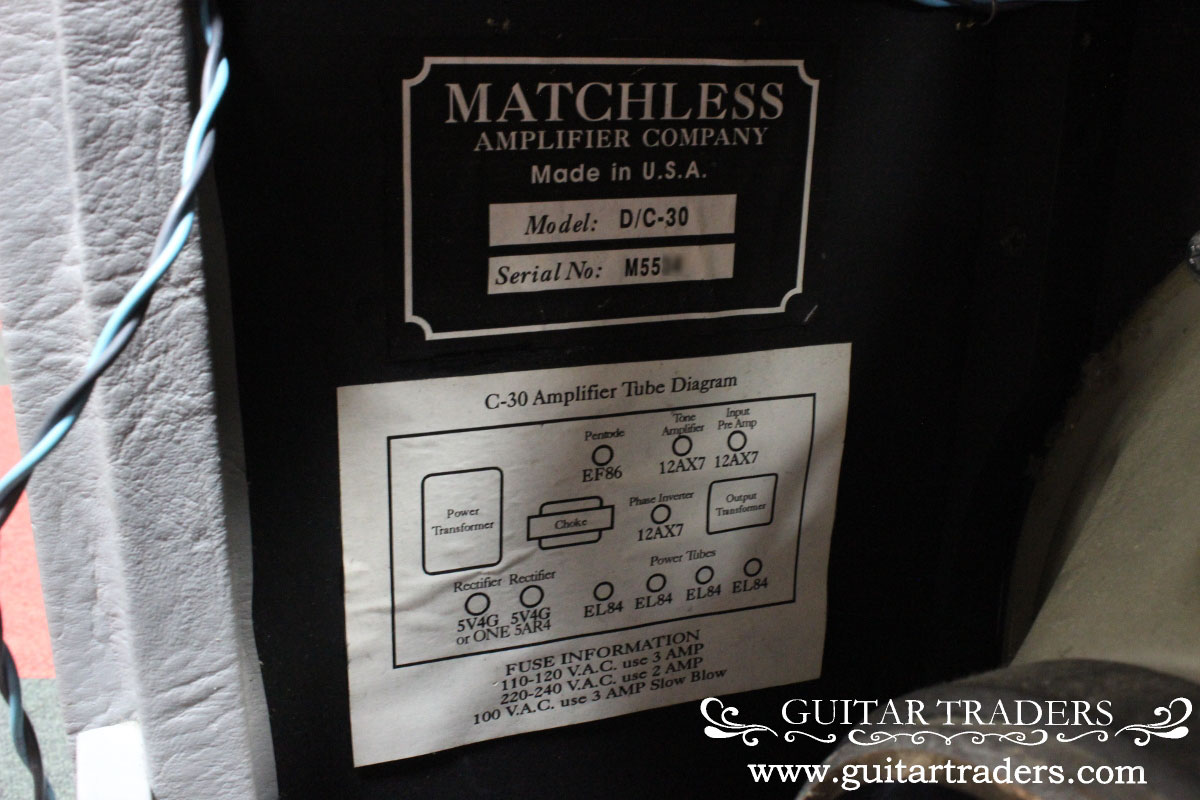 MATCHLESS
AMPLIFIER COMPANY
Made in U.S.A.
Model: D/C-30
Serial No: M55
C-30 Amplifier Tube Diagram
Pentode
EF86
Tone
Amplifier
12AX7
Input
Pre Amp
12AX7
Power
Transformer
Choke
Phase Inverter
12AX7
Output
Transformer
Rectifier Rectifier
5V4G 5V4G
or ONE 5AR4
Power Tubes
EL84 EL84 EL84 EL84
FUSE INFORMATION
110-120 V.A.C. use 3 AMP
220-240 V.A.C. use 2 AMP
100 V.A.C. use 3 AMP Slow Blow
GUITAR TRADERS
www.guitartraders.com